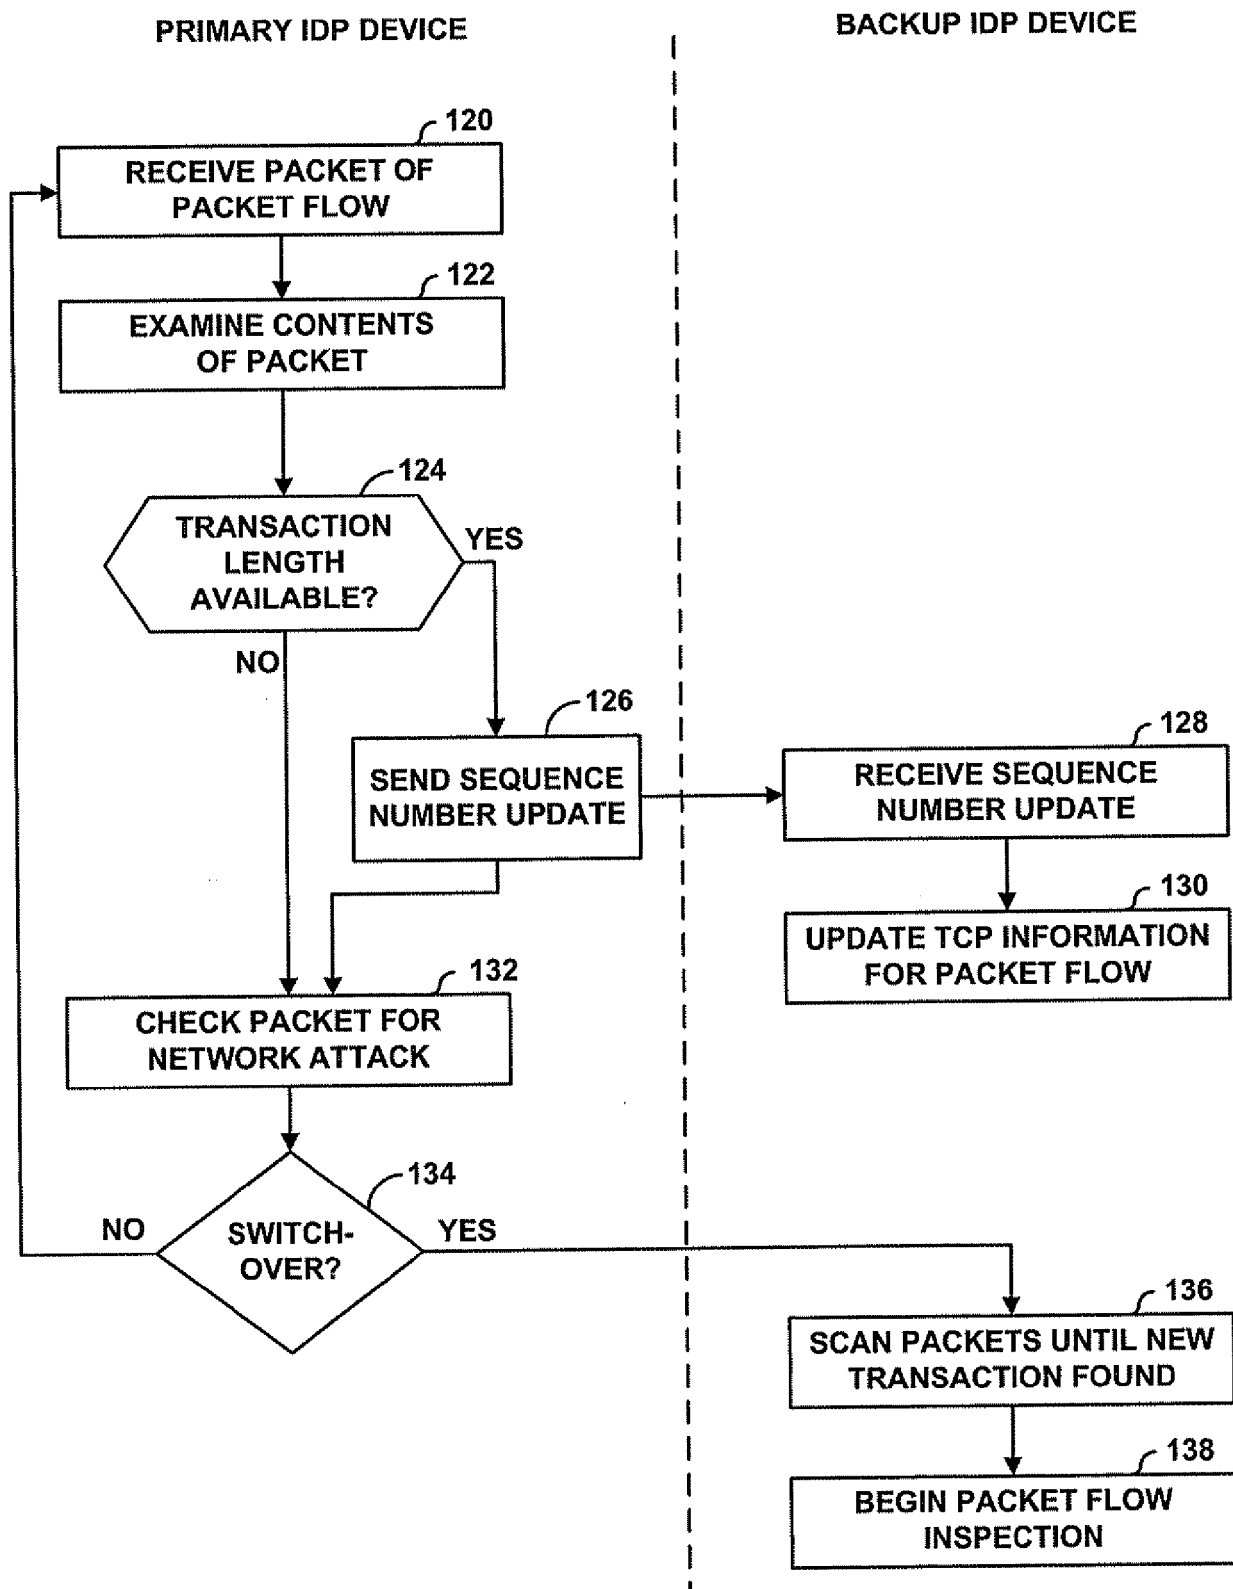 PRIMARY IDP DEVICE
BACKUP IDP DEVICE
120
RECEIVE PACKET OF
PACKET FLOW
122
EXAMINE CONTENTS
OF PACKET
124
TRANSACTION
LENGTH
AVAILABLE?
YES
NO
126
SEND SEQUENCE
NUMBER UPDATE
128
RECEIVE SEQUENCE
NUMBER UPDATE
130
UPDATE TCP INFORMATION
FOR PACKET FLOW
132
CHECK PACKET FOR
NETWORK ATTACK
134
SWITCH-
OVER?
NO
YES
136
SCAN PACKETS UNTIL NEW
TRANSACTION FOUND
138
BEGIN PACKET FLOW
INSPECTION